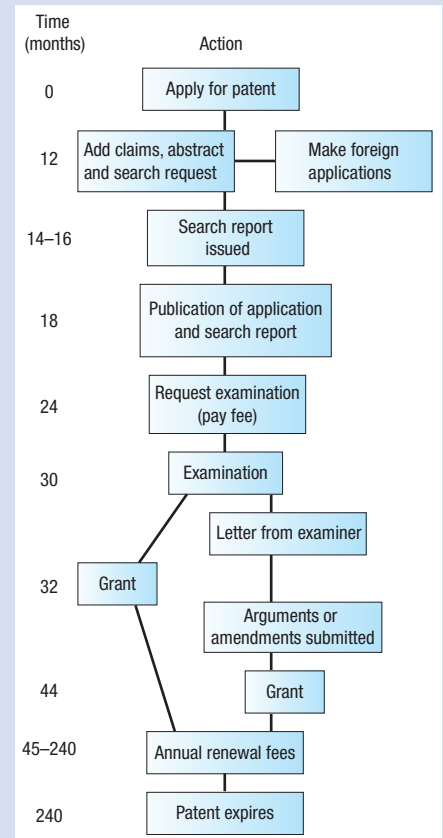 Time
(months)
Action
0
Apply for patent
12
Add claims, abstract
and search request
Make foreign
applications
14–16
Search report
issued
18
Publication of application
and search report
24
Request examination
(pay fee)
30
Examination
Letter from examiner
32
Grant
Arguments or
amendments submitted
44
Grant
45–240
Annual renewal fees
240
Patent expires